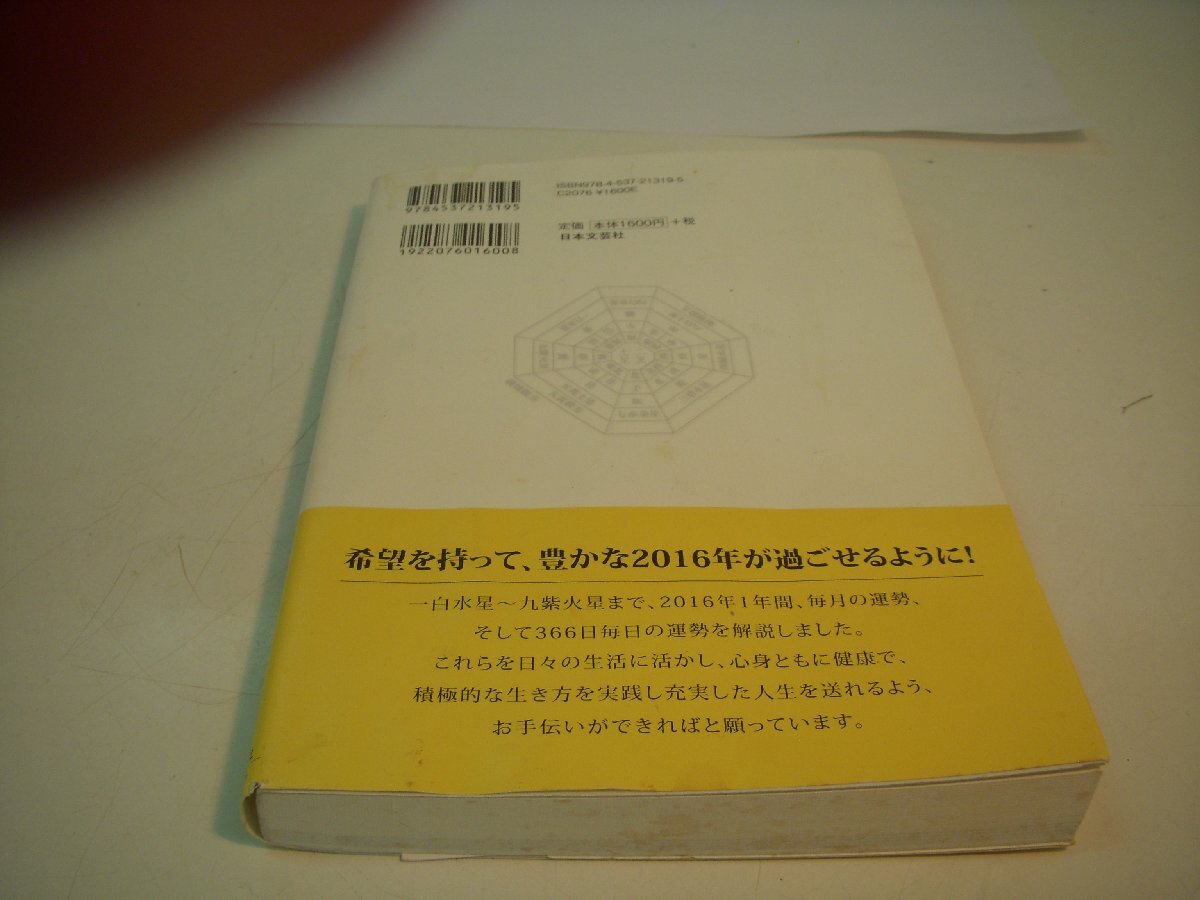 9784537213195
ISBN978-4-537-21319-5
C2076 ¥1600E
1922076016008
定価 [本体1600円]+税
日本文芸社
希望を持って、豊かな2016年が過ごせるように!
一白水星〜九紫火星まで、2016年1年間、毎月の運勢、
そして366日毎日の運勢を解説しました。
これらを日々の生活に活かし、心身ともに健康で、
積極的な生き方を実践し充実した人生を送れるよう、
お手伝いができればと願っています。